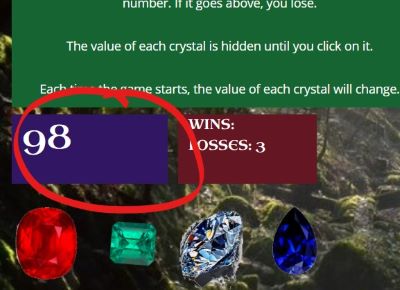 number. If it goes above, you lose.
The value of each crystal is hidden until you click on it.
Each time the game starts, the value of each crystal will change.
98
WINS:
LOSSES: 3